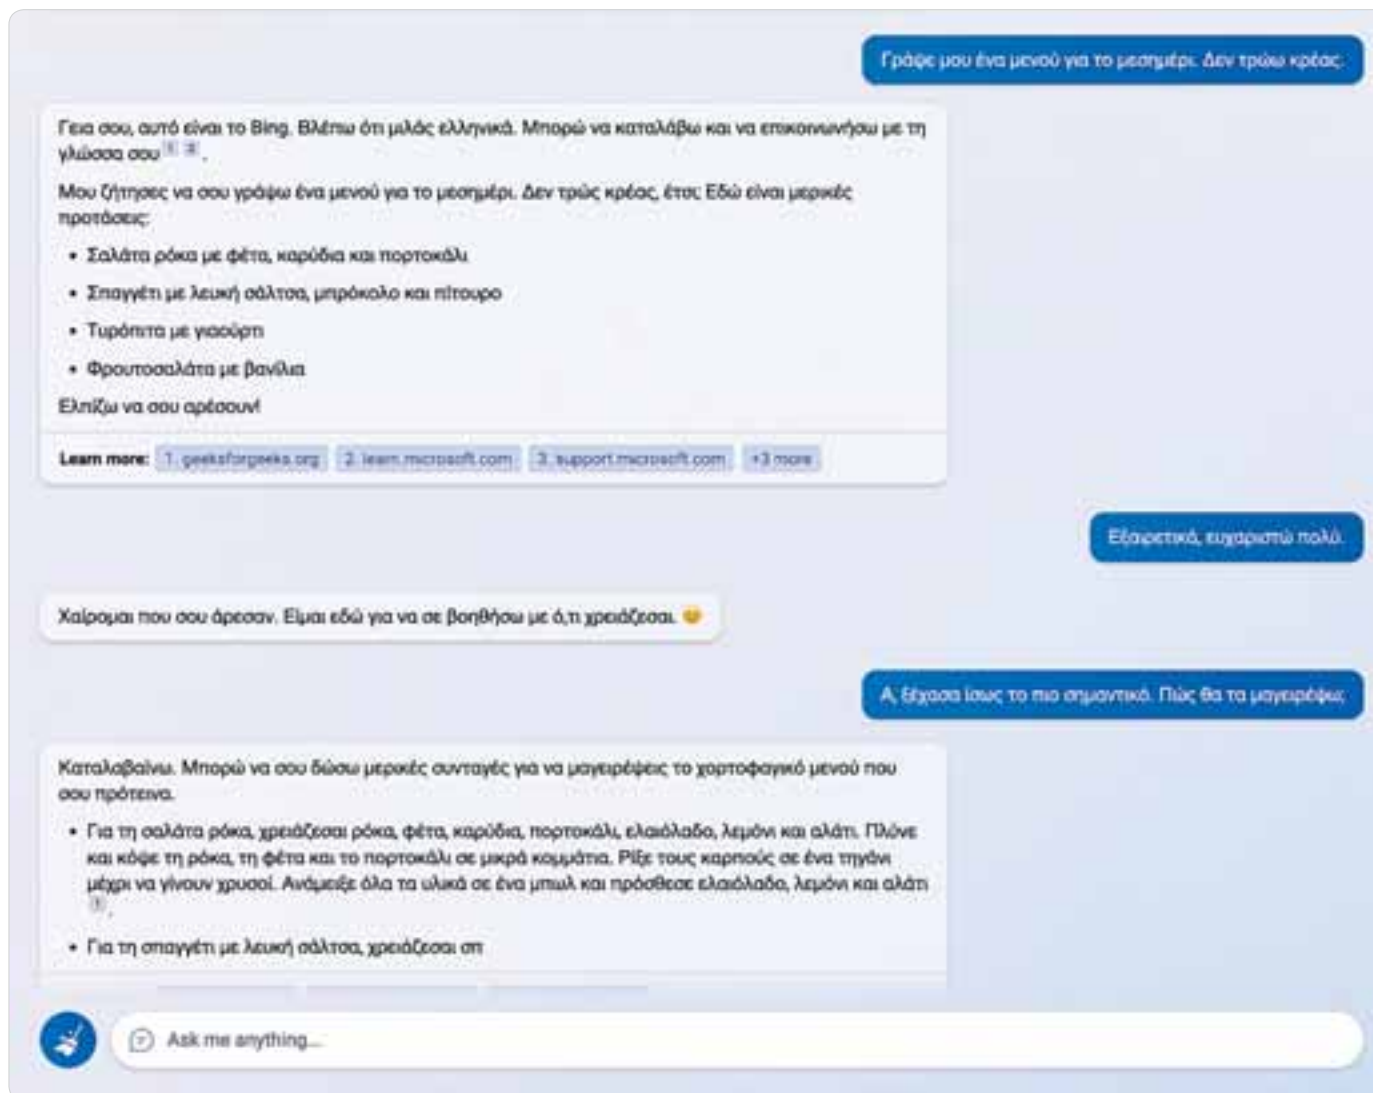 Γράψε μου ένα μενού για το μεσημέρι. Δεν τρώω κρέας.
Γεια σου, αυτό είναι το Bing. Βλέπω ότι μιλάς ελληνικά. Μπορώ να καταλάβω και να επικοινωνήσω με τη
γλώσσα σου 1 2 .
Μου ζήτησες να σου γράψω ένα μενού για το μεσημέρι. Δεν τρώς κρέας, έτσι; Εδώ είναι μερικές
προτάσεις:
• Σαλάτα ρόκα με φέτα, καρύδια και πορτοκάλι
• Σπαγγέτι με λευκή σάλτσα, μπρόκολο και πίτουρο
• Τυρόπιτα με γιαούρτι
• Φρουτοσαλάτα με βανίλια
Ελπίζω να σου αρέσουν!
Learn more: 1. geeksforgeeks.org 2. learn.microsoft.com 3. support.microsoft.com +3 more
Εξαιρετικά, ευχαριστώ πολύ.
Χαίρομαι που σου άρεσαν. Είμαι εδώ για να σε βοηθήσω με ό,τι χρειάζεσαι. 😊
Α, ξέχασα ίσως το πιο σημαντικό. Πώς θα τα μαγειρέψω;
Καταλαβαίνω. Μπορώ να σου δώσω μερικές συνταγές για να μαγειρέψεις το χορτοφαγικό μενού που
σου πρότεινα.
• Για τη σαλάτα ρόκα, χρειάζεσαι ρόκα, φέτα, καρύδια, πορτοκάλι, ελαιόλαδο, λεμόνι και αλάτι. Πλύνε
και κόψε τη ρόκα, τη φέτα και το πορτοκάλι σε μικρά κομμάτια. Ρίξε τους καρπούς σε ένα τηγάνι
μέχρι να γίνουν χρυσοί. Ανάμειξε όλα τα υλικά σε ένα μπωλ και πρόσθεσε ελαιόλαδο, λεμόνι και αλάτι
1 .
• Για τη σπαγγέτι με λευκή σάλτσα, χρειάζεσαι σπ
Ask me anything...